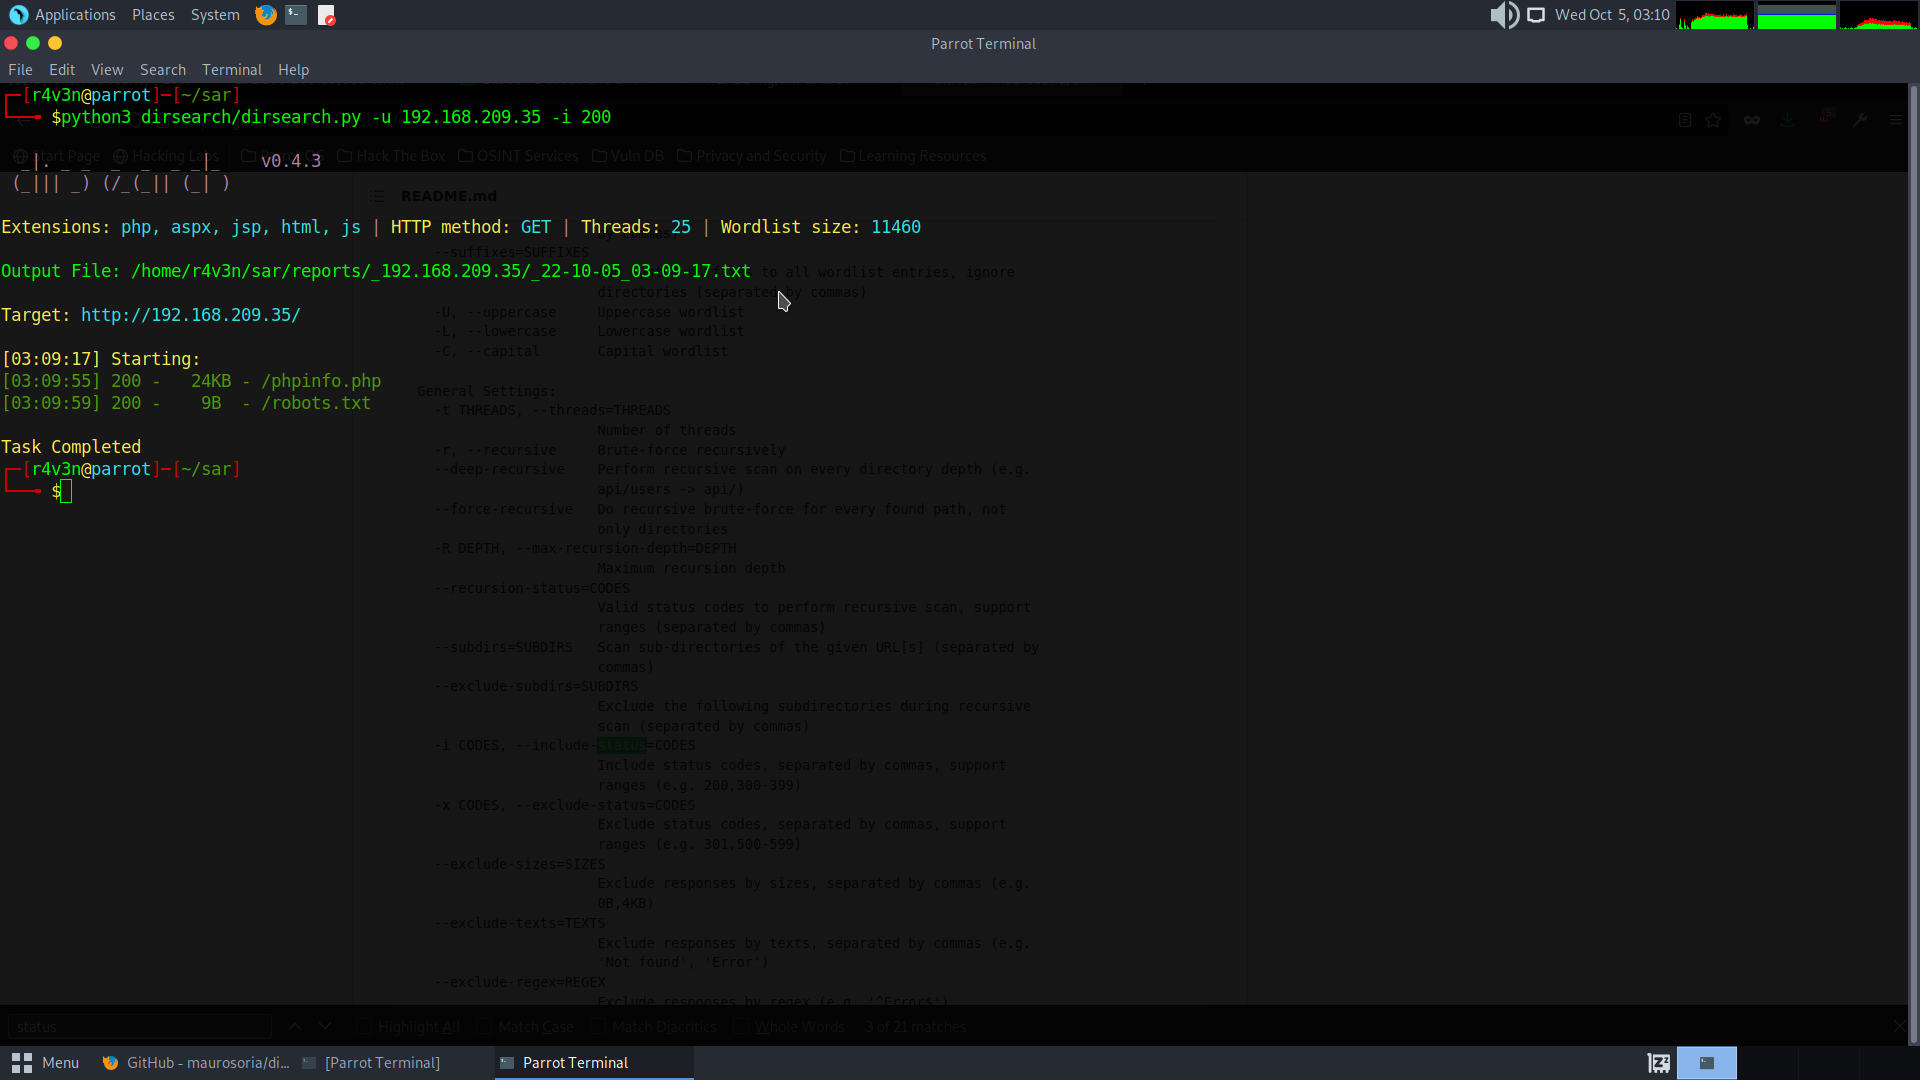 Applications Places System Wed Oct 5, 03:10
Parrot Terminal
File Edit View Search Terminal Help
[r4v3n@parrot]─[~/sar]
$python3 dirsearch/dirsearch.py -u 192.168.209.35 -i 200
Start Page Hacking Labs Hack The Box OSINT Services Vuln DB Privacy and Security Learning Resources
_|. _ _ _ _ _ _|_ v0.4.3
(_||| _) (/_(_|| (_| )
README.md
Extensions: php, aspx, jsp, html, js | HTTP method: GET | Threads: 25 | Wordlist size: 11460
--suffixes=SUFFIXES
Output File: /home/r4v3n/sar/reports/_192.168.209.35/_22-10-05_03-09-17.txt
to all wordlist entries, ignore
directories (separated by commas)
Target: http://192.168.209.35/
-U, --uppercase Uppercase wordlist
-L, --lowercase Lowercase wordlist
-C, --capital Capital wordlist
[03:09:17] Starting:
[03:09:55] 200 - 24KB - /phpinfo.php
[03:09:59] 200 - 9B - /robots.txt
General Settings:
-t THREADS, --threads=THREADS
Number of threads
Task Completed
[r4v3n@parrot]─[~/sar]
$
-r, --recursive Brute-force recursively
--deep-recursive Perform recursive scan on every directory depth (e.g.
api/users -> api/)
--force-recursive Do recursive brute-force for every found path, not
only directories
-R DEPTH, --max-recursion-depth=DEPTH
Maximum recursion depth
--recursion-status=CODES
Valid status codes to perform recursive scan, support
ranges (separated by commas)
--subdirs=SUBDIRS Scan sub-directories of the given URL[s] (separated by
commas)
--exclude-subdirs=SUBDIRS
Exclude the following subdirectories during recursive
scan (separated by commas)
-i CODES, --include-status=CODES
Include status codes, separated by commas, support
ranges (e.g. 200,300-399)
-x CODES, --exclude-status=CODES
Exclude status codes, separated by commas, support
ranges (e.g. 301,500-599)
--exclude-sizes=SIZES
Exclude responses by sizes, separated by commas (e.g.
0B,4KB)
--exclude-texts=TEXTS
Exclude responses by texts, separated by commas (e.g.
'Not found', 'Error')
--exclude-regex=REGEX
Exclude responses by regex (e.g. '^Error$')
status Highlight All Match Case Match Diacritics Whole Words 3 of 21 matches
Menu GitHub - maurosoria/di... [Parrot Terminal] Parrot Terminal